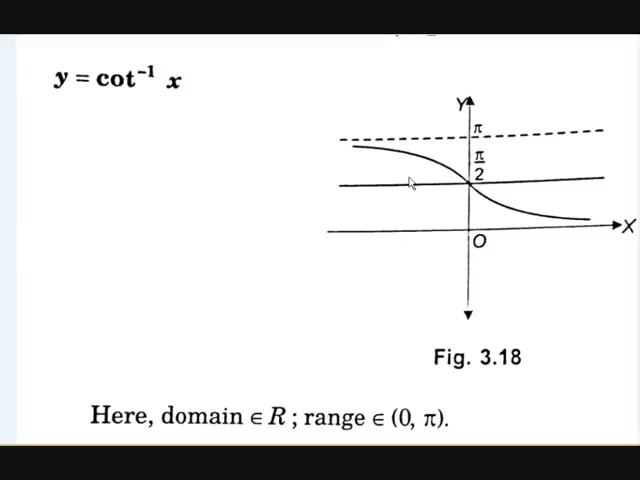 y = cot⁻¹ x
Y
π
π/2
X
O
Fig. 3.18
Here, domain ∈ R ; range ∈ (0, π).